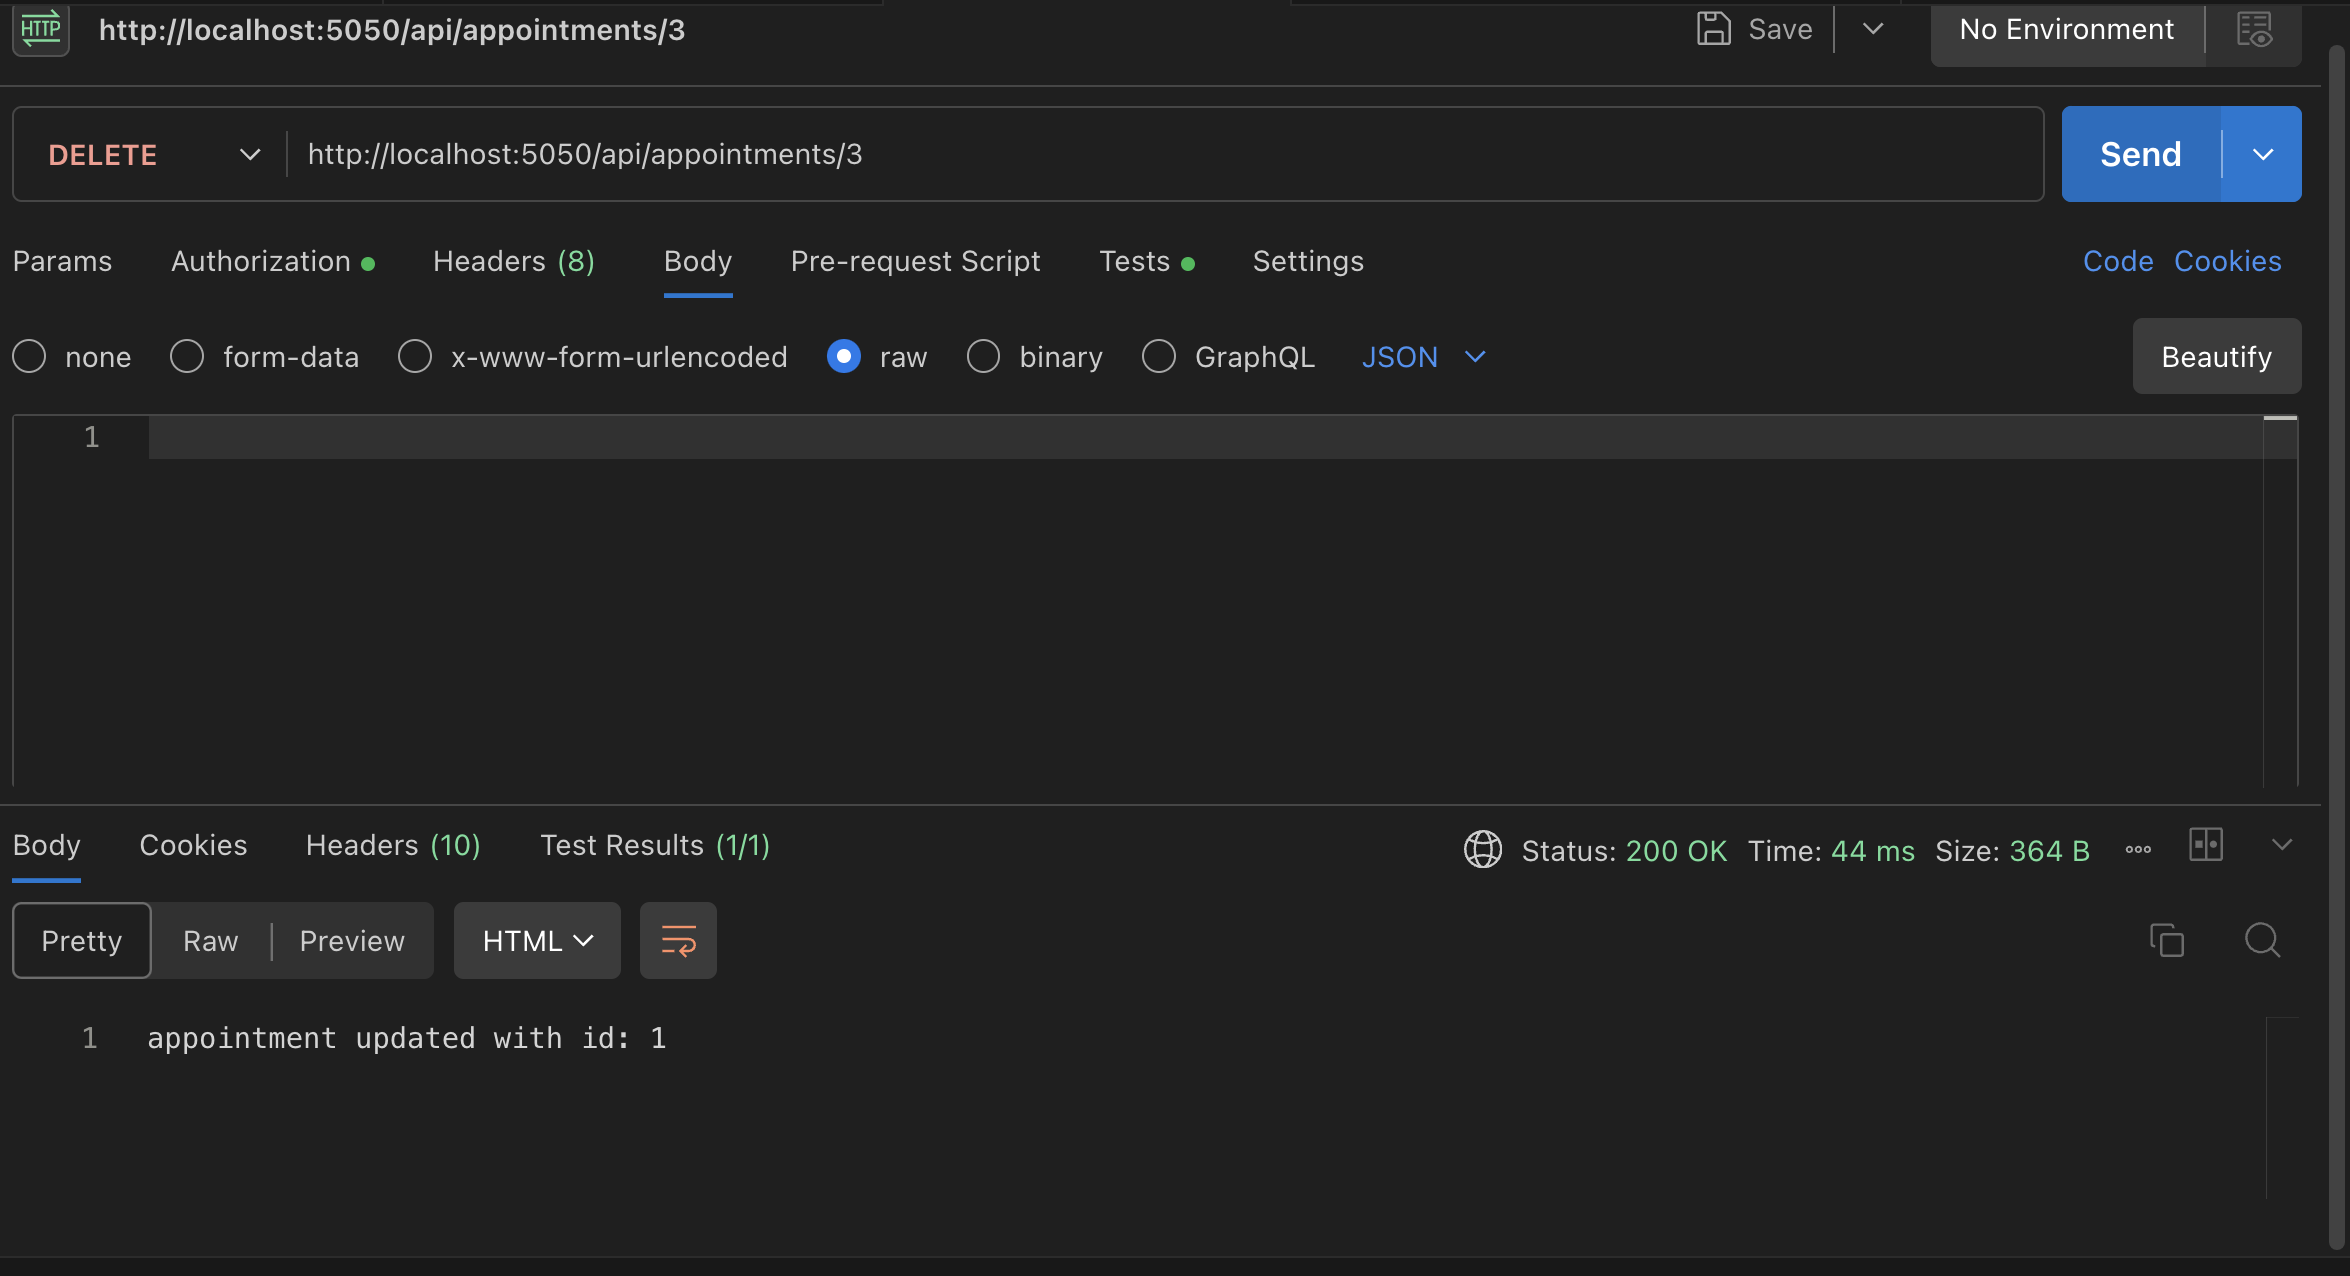 HTTP http://localhost:5050/api/appointments/3 Save No Environment
DELETE http://localhost:5050/api/appointments/3 Send
Params Authorization Headers (8) Body Pre-request Script Tests Settings Code Cookies
none form-data x-www-form-urlencoded raw binary GraphQL JSON Beautify
1
Body Cookies Headers (10) Test Results (1/1) Status: 200 OK Time: 44 ms Size: 364 B
Pretty Raw Preview HTML
1 appointment updated with id: 1